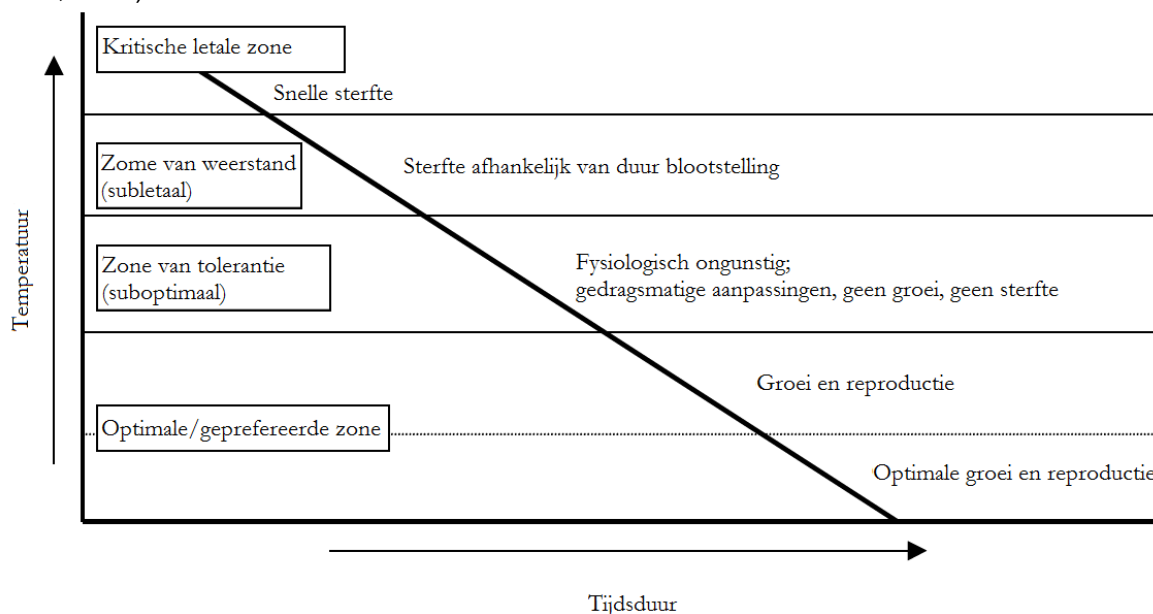 Kritische letale zone
Snelle sterfte
Zome van weerstand
(subletaal)
Sterfte afhankelijk van duur blootstelling
Zone van tolerantie
(suboptimaal)
Fysiologisch ongunstig;
gedragsmatige aanpassingen, geen groei, geen sterfte
Groei en reproductie
Optimale/geprefereerde zone
Optimale groei en reproductie
Temperatuur
Tijdsduur